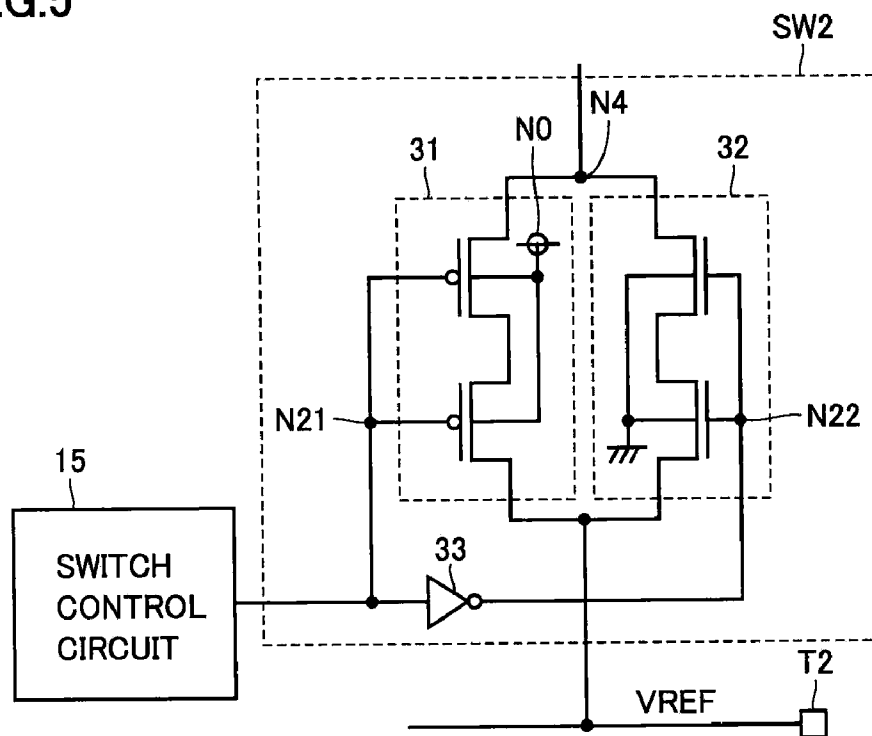 FIG.5
SW2
N4
N0
31
32
N21
N22
15
33
SWITCH
CONTROL
CIRCUIT
T2
VREF